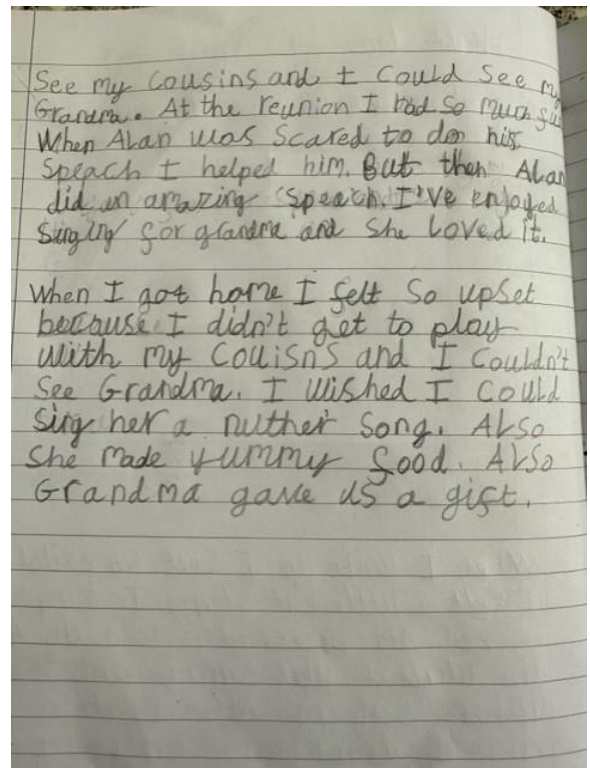 See my cousins and I could see my
Grandma. At the reunion I had so much fun
When Alan was scared to do his
Speach I helped him. But then Alan
did an amazing Speach. I've enjoyed
Singing for grandma and she loved it.
When I got home I felt so upset
because I didn't get to play
with my Couisns and I couldn't
See Grandma. I wished I could
sing her a nuther song. Also
she made yummy food. Also
Grandma gave us a gift.